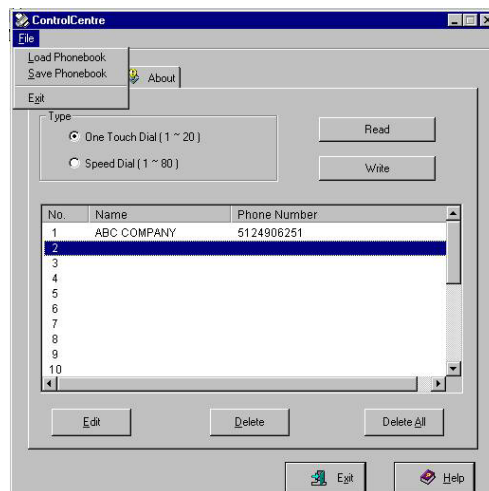 ControlCentre
File
Load Phonebook
Save Phonebook
Exit
About
Type
One Touch Dial ( 1 ~ 20 )
Speed Dial ( 1 ~ 80 )
Read
Write
No. Name Phone Number
1 ABC COMPANY 5124906251
2
3
4
5
6
7
8
9
10
Edit Delete Delete All
Exit Help